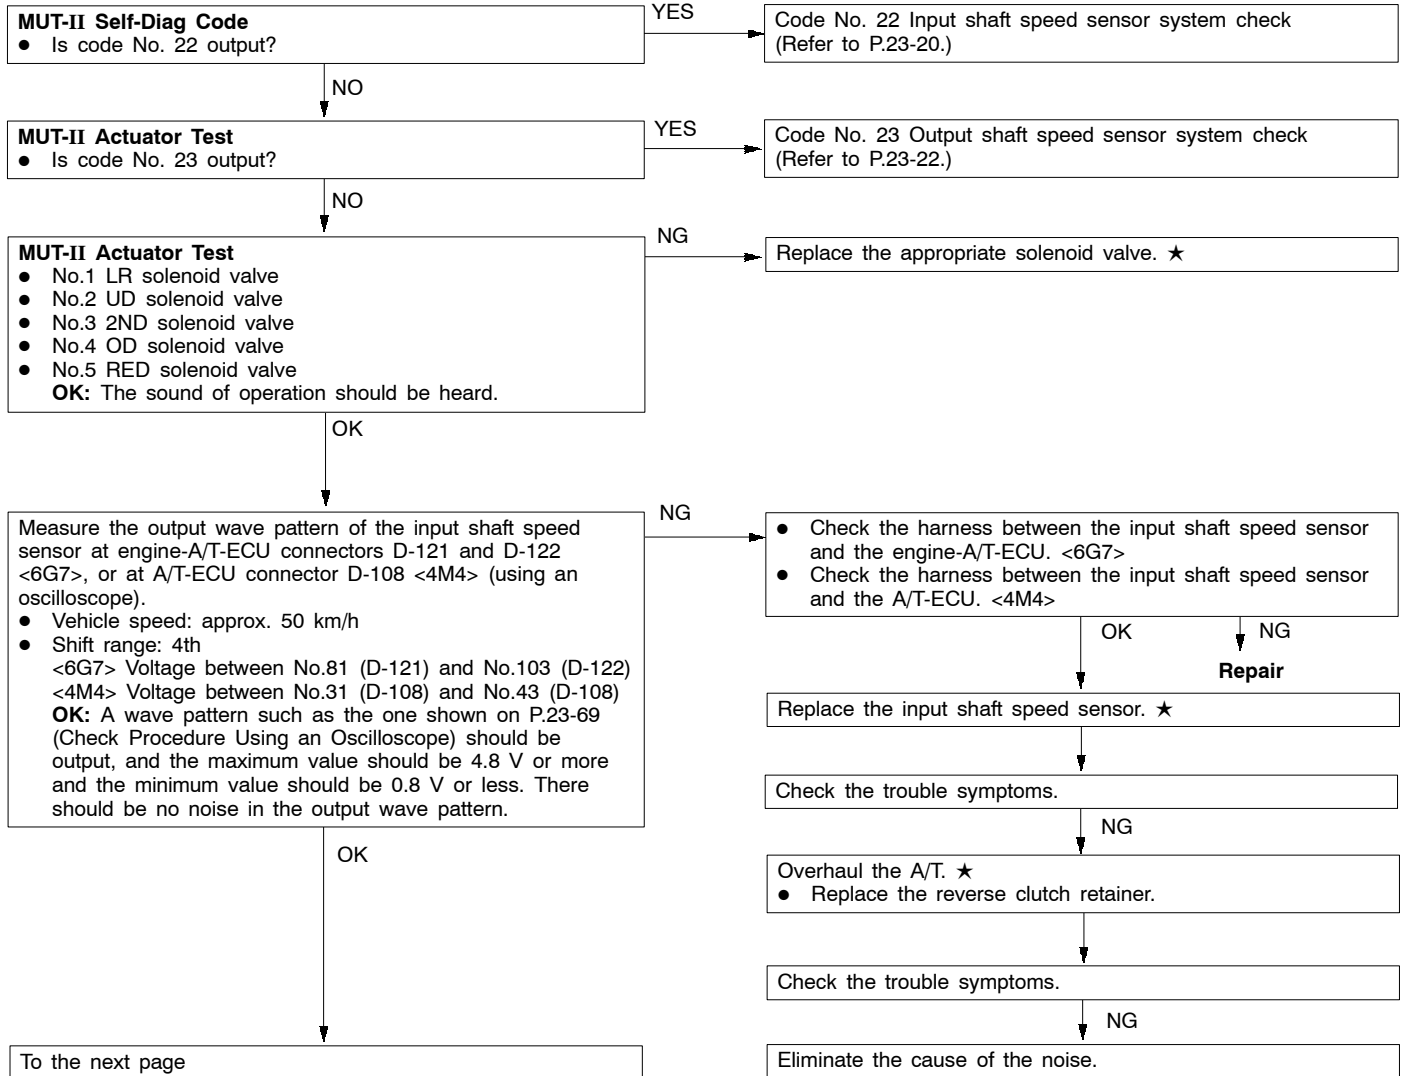 MUT-II Self-Diag Code
● Is code No. 22 output?
YES
Code No. 22 Input shaft speed sensor system check
(Refer to P.23-20.)
NO
MUT-II Actuator Test
● Is code No. 23 output?
YES
Code No. 23 Output shaft speed sensor system check
(Refer to P.23-22.)
NO
MUT-II Actuator Test
● No.1 LR solenoid valve
● No.2 UD solenoid valve
● No.3 2ND solenoid valve
● No.4 OD solenoid valve
● No.5 RED solenoid valve
OK: The sound of operation should be heard.
NG
Replace the appropriate solenoid valve. ★
OK
Measure the output wave pattern of the input shaft speed
sensor at engine-A/T-ECU connectors D-121 and D-122
<6G7>, or at A/T-ECU connector D-108 <4M4> (using an
oscilloscope).
● Vehicle speed: approx. 50 km/h
● Shift range: 4th
<6G7> Voltage between No.81 (D-121) and No.103 (D-122)
<4M4> Voltage between No.31 (D-108) and No.43 (D-108)
OK: A wave pattern such as the one shown on P.23-69
(Check Procedure Using an Oscilloscope) should be
output, and the maximum value should be 4.8 V or more
and the minimum value should be 0.8 V or less. There
should be no noise in the output wave pattern.
NG
● Check the harness between the input shaft speed sensor
and the engine-A/T-ECU. <6G7>
● Check the harness between the input shaft speed sensor
and the A/T-ECU. <4M4>
OK
NG
Repair
Replace the input shaft speed sensor. ★
Check the trouble symptoms.
NG
Overhaul the A/T. ★
● Replace the reverse clutch retainer.
Check the trouble symptoms.
NG
Eliminate the cause of the noise.
OK
To the next page